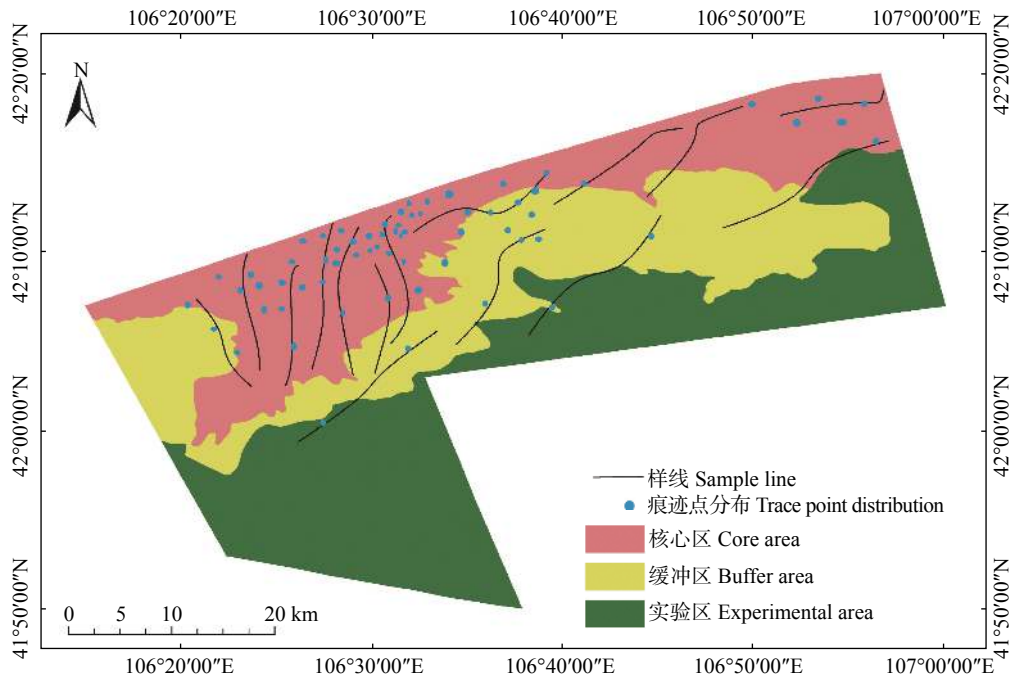 106°20′00″E 106°30′00″E 106°40′00″E 106°50′00″E 107°00′00″E
42°20′00″N
42°10′00″N
42°00′00″N
41°50′00″N
N
42°20′00″N
42°10′00″N
42°00′00″N
41°50′00″N
样线 Sample line
痕迹点分布 Trace point distribution
核心区 Core area
缓冲区 Buffer area
实验区 Experimental area
0 5 10 20 km
106°20′00″E 106°30′00″E 106°40′00″E 106°50′00″E 107°00′00″E